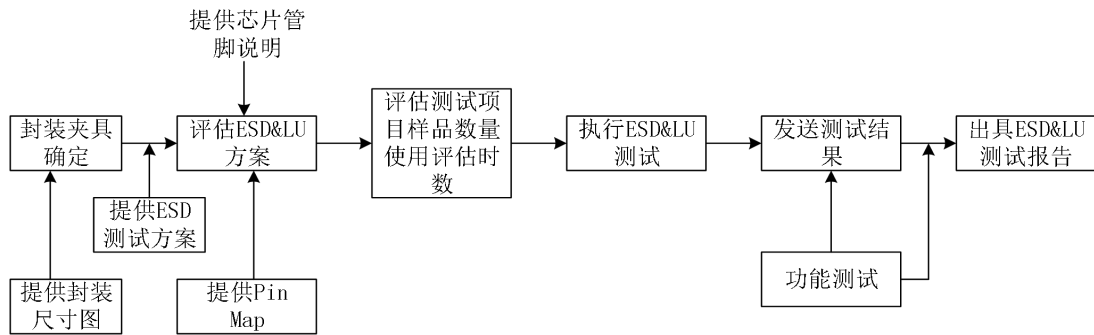 提供芯片管
脚说明
封装夹具
确定
评估ESD&LU
方案
评估测试项
目样品数量
使用评估时
数
执行ESD&LU
测试
发送测试结
果
出具ESD&LU
测试报告
提供ESD
测试方案
提供封装
尺寸图
提供Pin
Map
功能测试